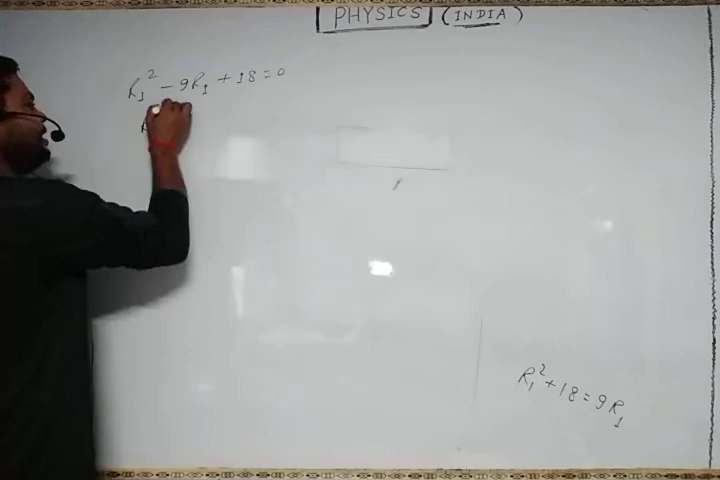 PHYSICS (INDIA)
R₁² - 9R₁ + 18 = 0
R₁² + 18 = 9R₁